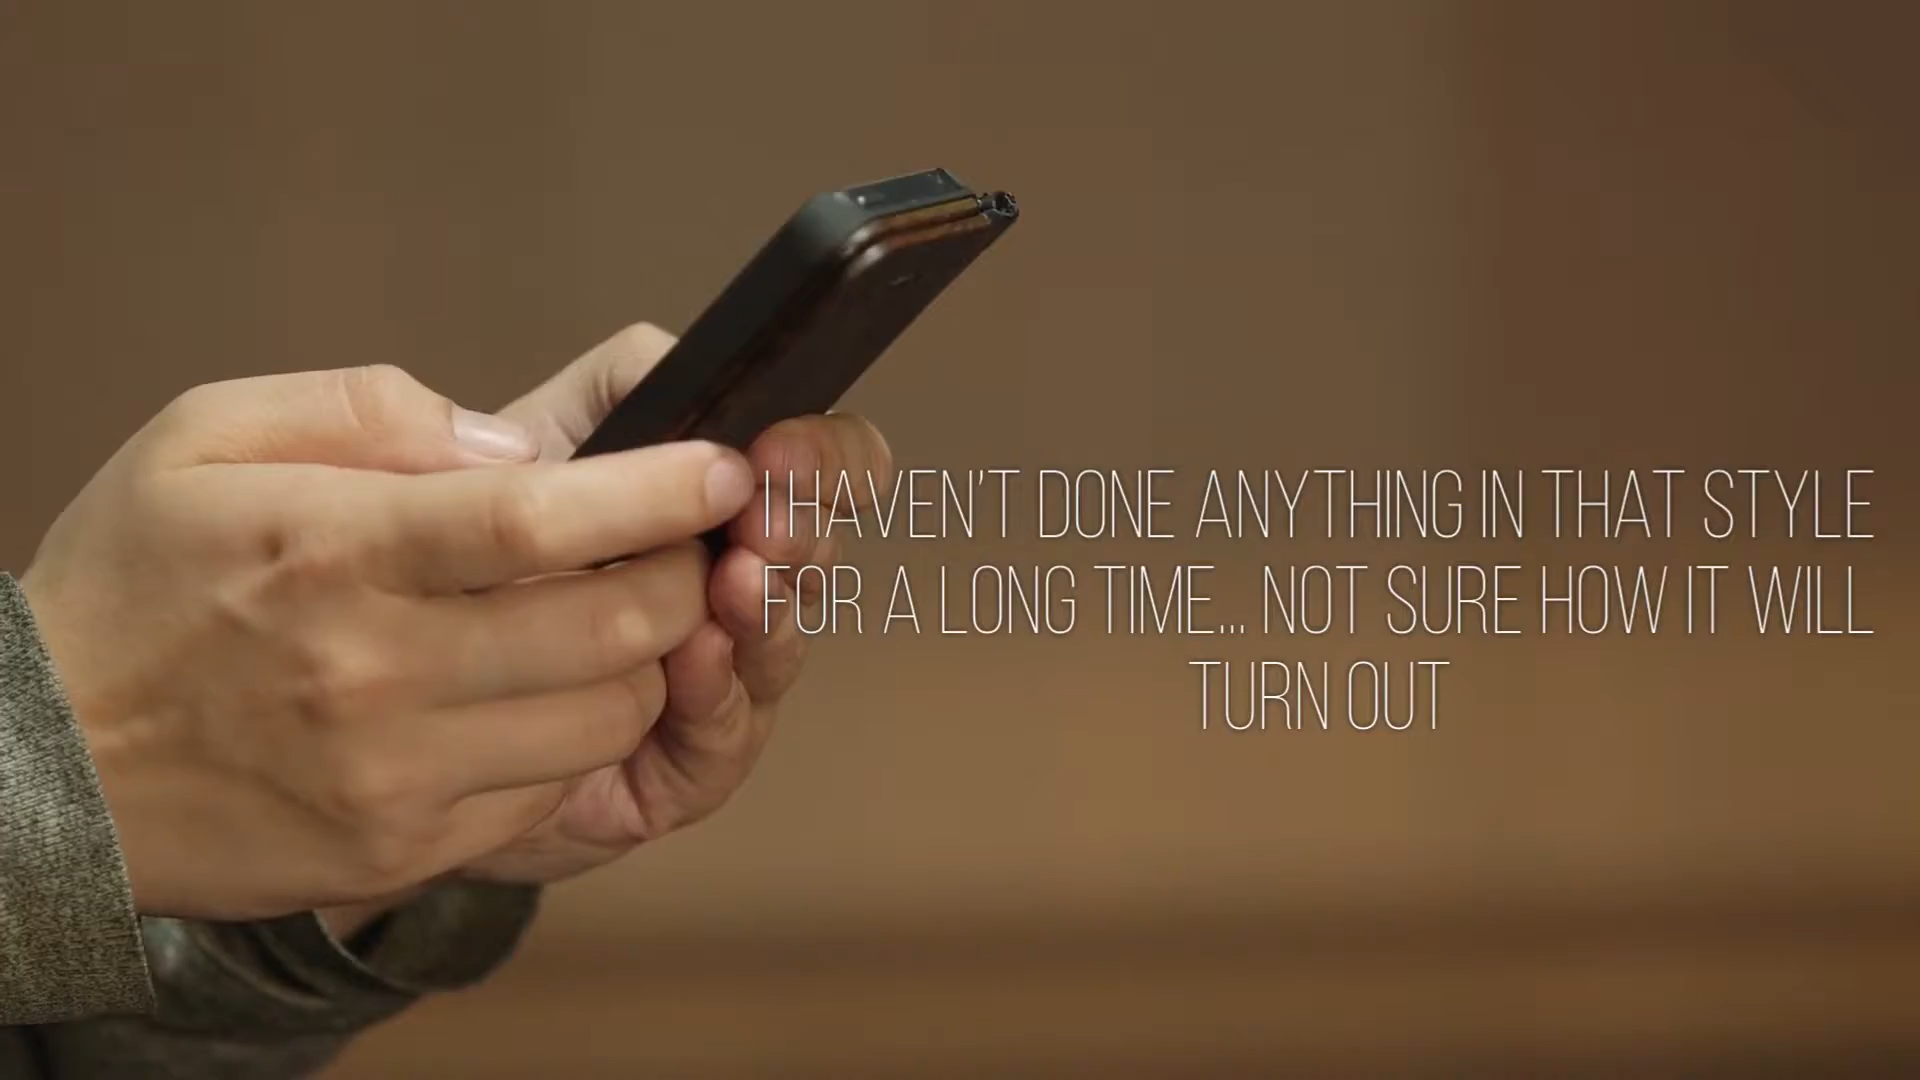 I HAVEN'T DONE ANYTHING IN THAT STYLE
FOR A LONG TIME... NOT SURE HOW IT WILL
TURN OUT